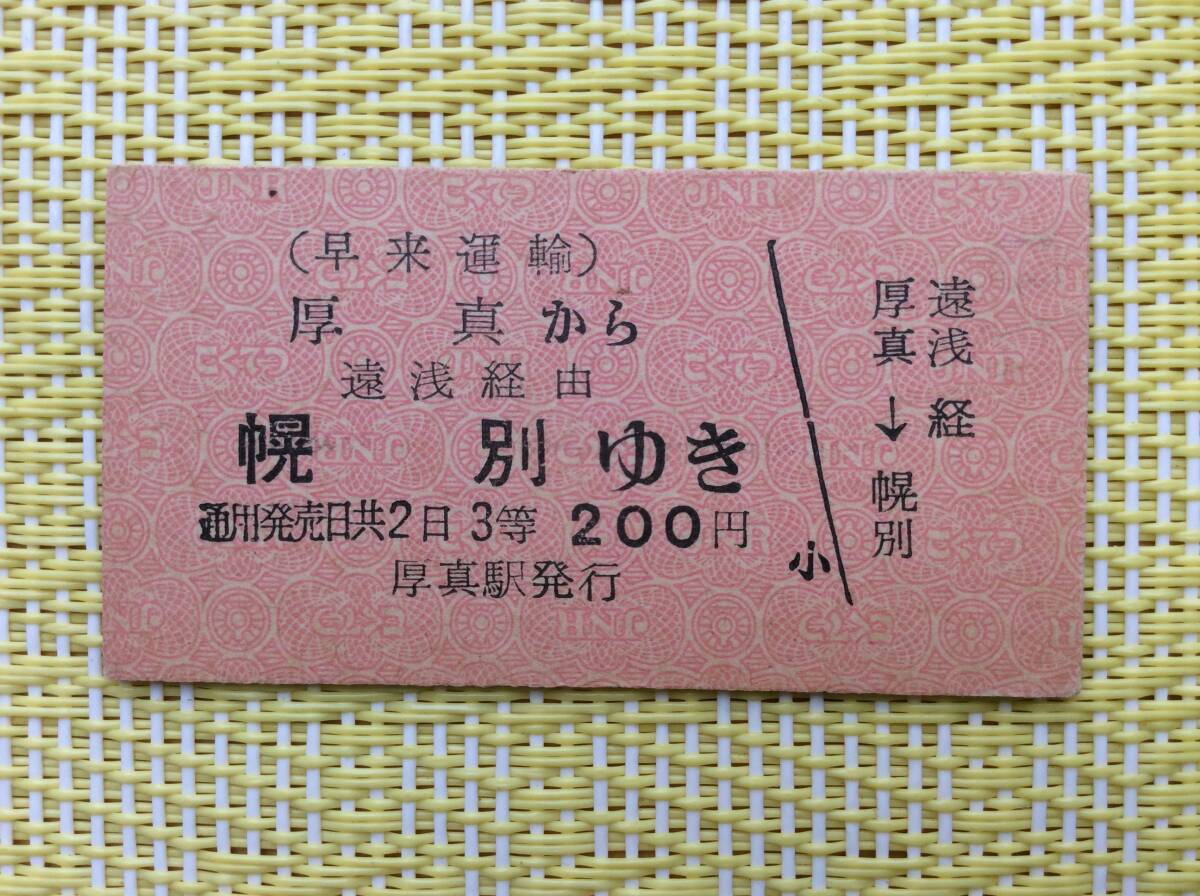 (早来運輸)
厚真から
遠浅経由
幌別ゆき
通用発売日共2日 3等 200円
厚真駅発行
小
遠浅経
厚真→幌別